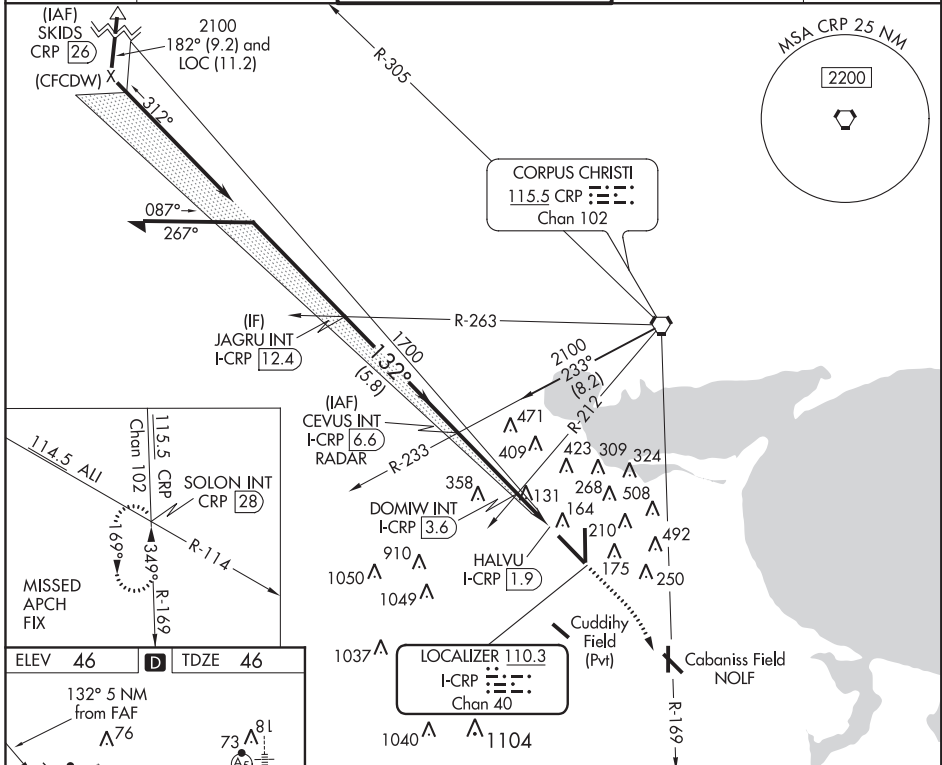 (IAF)
SKIDS
CRP 26
2100
182° (9.2) and
LOC (11.2)
(CFCDW)
312°
R-305
MSA CRP 25 NM
2200
CORPUS CHRISTI
115.5 CRP
Chan 102
087°
267°
(IF)
JAGRU INT
I-CRP 12.4
R-263
1700
132°
(5.8)
2100
233°
(8.2)
R-212
(IAF)
CEVUS INT
I-CRP 6.6
RADAR
R-233
471
409
423
309
324
358
131
268
508
DOMIW INT
I-CRP 3.6
164
210
492
HALVU
I-CRP 1.9
175
250
910
1050
1049
1037
114.5 ALI
115.5 CRP
Chan 102
SOLON INT
CRP 28
169°
349°
R-169
R-114
MISSED
APCH
FIX
Cuddihy
Field
(Pvt)
Cabaniss Field
NOLF
R-169
LOCALIZER 110.3
I-CRP
Chan 40
1040
1104
ELEV 46
D
TDZE 46
132° 5 NM
from FAF
76
73
81
A5